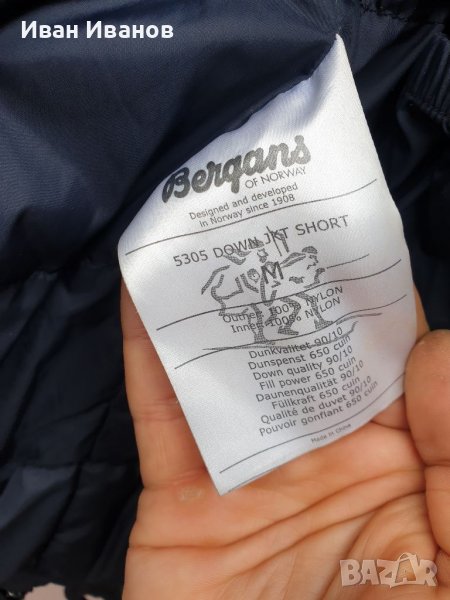 Иван Иванов
Bergans
OF NORWAY
Designed and developed
in Norway since 1908
5305 DOWN JKT SHORT
M
Outher 100% NYLON
Inner 100% NYLON
Dunkvalitet 90/10
Dunspenst 650 cuin
Down quality 90/10
Fill power 650 cuin
Daunenqualität 90/10
Füllkraft 650 cuin
Qualité de duvet 90/10
Pouvoir gonflant 650 cuin
Made in China
BAZAR